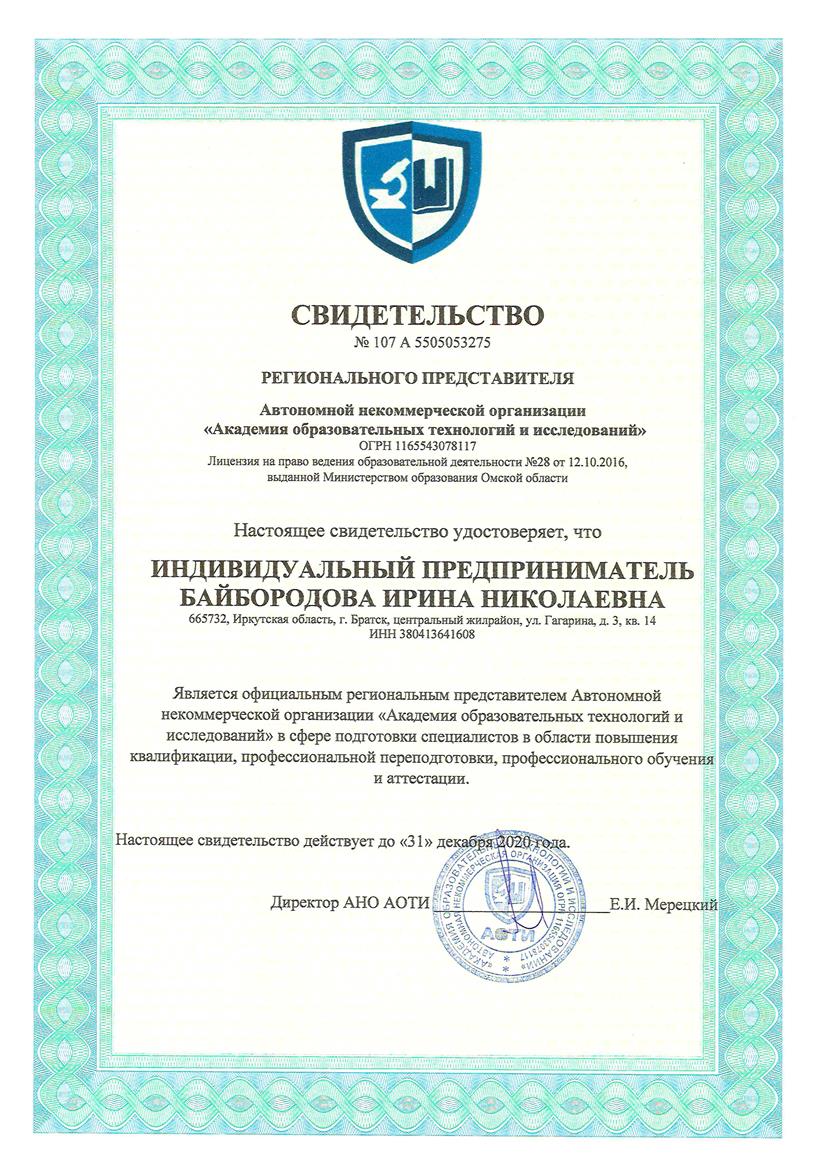 СВИДЕТЕЛЬСТВО
№ 107 А 5505053275
РЕГИОНАЛЬНОГО ПРЕДСТАВИТЕЛЯ
Автономной некоммерческой организации
«Академия образовательных технологий и исследований»
ОГРН 1165543078117
Лицензия на право ведения образовательной деятельности №28 от 12.10.2016,
выданной Министерством образования Омской области
Настоящее свидетельство удостоверяет, что
ИНДИВИДУАЛЬНЫЙ ПРЕДПРИНИМАТЕЛЬ
БАЙБОРОДОВА ИРИНА НИКОЛАЕВНА
665732, Иркутская область, г. Братск, центральный жилрайон, ул. Гагарина, д. 3, кв. 14
ИНН 380413641608
Является официальным региональным представителем Автономной
некоммерческой организации «Академия образовательных технологий и
исследований» в сфере подготовки специалистов в области повышения
квалификации, профессиональной переподготовки, профессионального обучения
и аттестации.
Настоящее свидетельство действует до «31» декабря 2020 года.
Директор АНО АОТИ Е.И. Мерецкий
«АКАДЕМИЯ ОБРАЗОВАТЕЛЬНЫХ ТЕХНОЛОГИЙ И ИССЛЕДОВАНИЙ»
АВТОНОМНАЯ НЕКОММЕРЧЕСКАЯ ОРГАНИЗАЦИЯ ОГРН 1165543078117
АОТИ